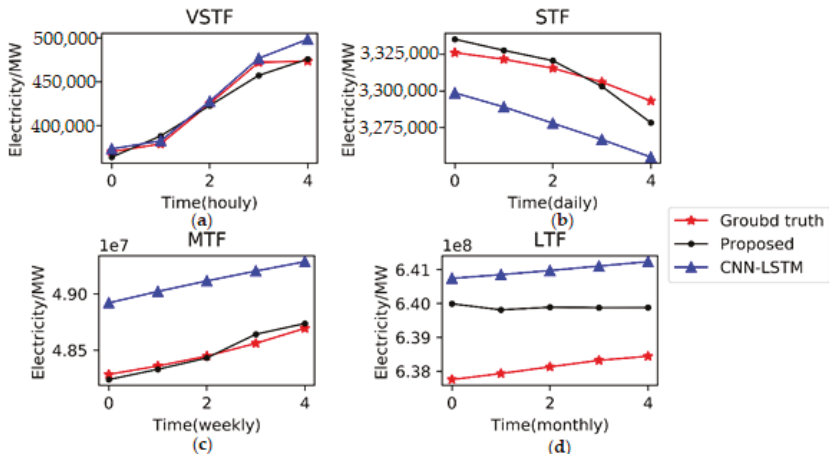 VSTF
500,000
450,000
400,000
Electricity/MW
0 2 4
Time(houly)
(a)
STF
3,325,000
3,300,000
3,275,000
Electricity/MW
0 2 4
Time(daily)
(b)
MTF
1e7
4.90
4.85
Electricity/MW
0 2 4
Time(weekly)
(c)
LTF
1e8
6.41
6.40
6.39
6.38
Electricity/MW
0 2 4
Time(monthly)
(d)
Groubd truth
Proposed
CNN-LSTM